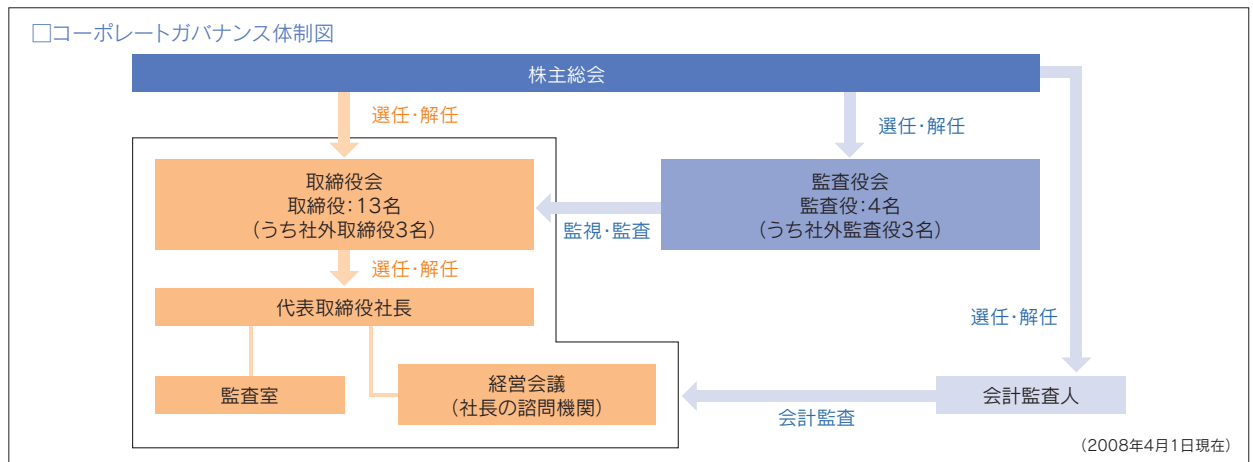 □コーポレートガバナンス体制図
株主総会
選任・解任
選任・解任
取締役会
取締役：13名
（うち社外取締役3名）
監視・監査
監査役会
監査役：4名
（うち社外監査役3名）
選任・解任
代表取締役社長
選任・解任
監査室
経営会議
（社長の諮問機関）
会計監査
会計監査人
（2008年4月1日現在）